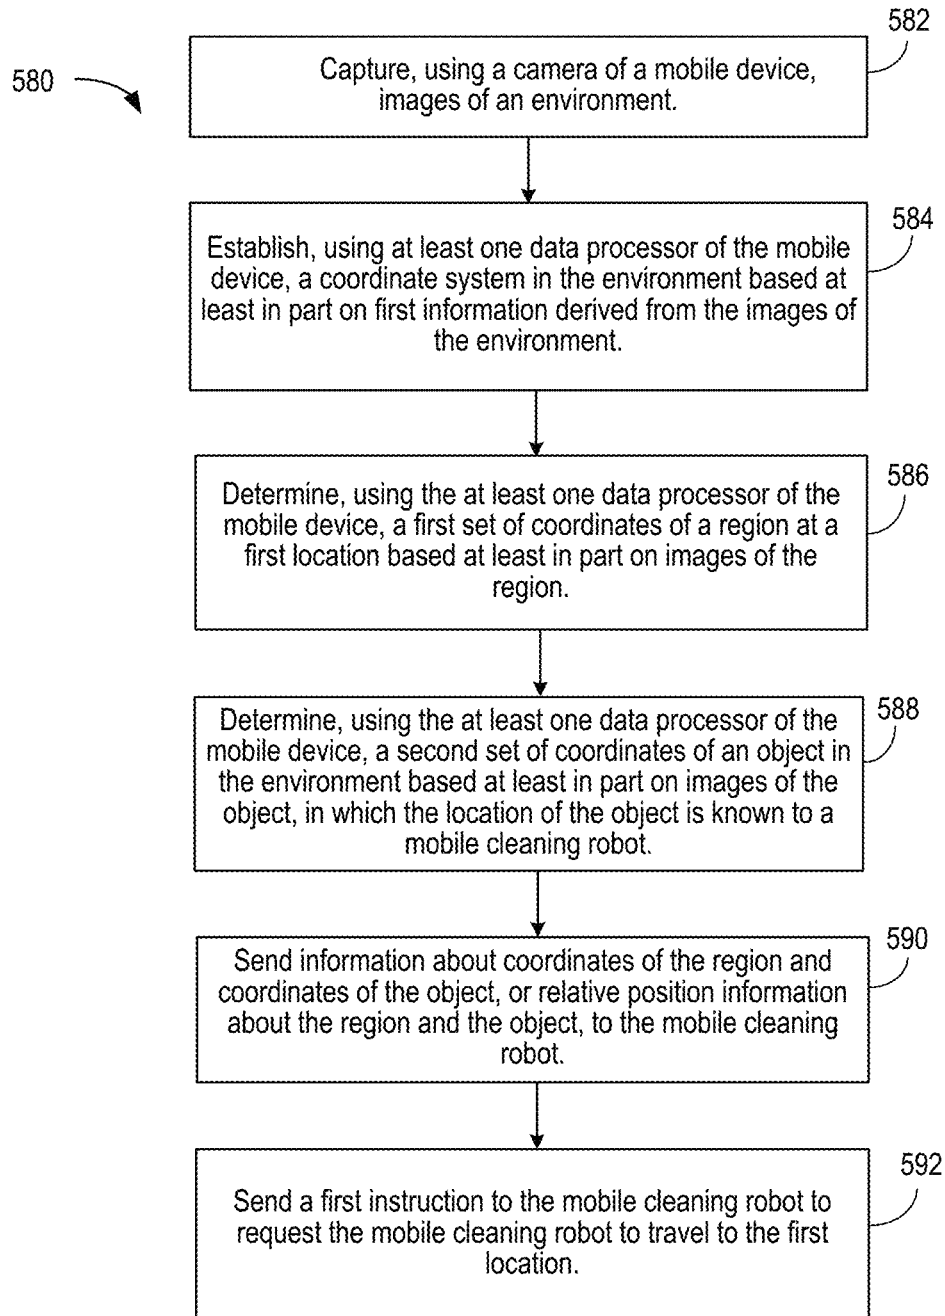 582
580
Capture, using a camera of a mobile device,
images of an environment.
584
Establish, using at least one data processor of the mobile
device, a coordinate system in the environment based at
least in part on first information derived from the images of
the environment.
586
Determine, using the at least one data processor of the
mobile device, a first set of coordinates of a region at a
first location based at least in part on images of the
region.
588
Determine, using the at least one data processor of the
mobile device, a second set of coordinates of an object in
the environment based at least in part on images of the
object, in which the location of the object is known to a
mobile cleaning robot.
590
Send information about coordinates of the region and
coordinates of the object, or relative position information
about the region and the object, to the mobile cleaning
robot.
592
Send a first instruction to the mobile cleaning robot to
request the mobile cleaning robot to travel to the first
location.